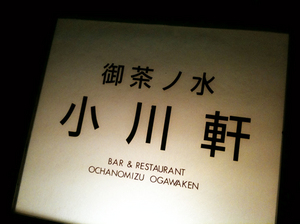 御茶ノ水
小川軒
BAR & RESTAURANT
OCHANOMIZU OGAWAKEN